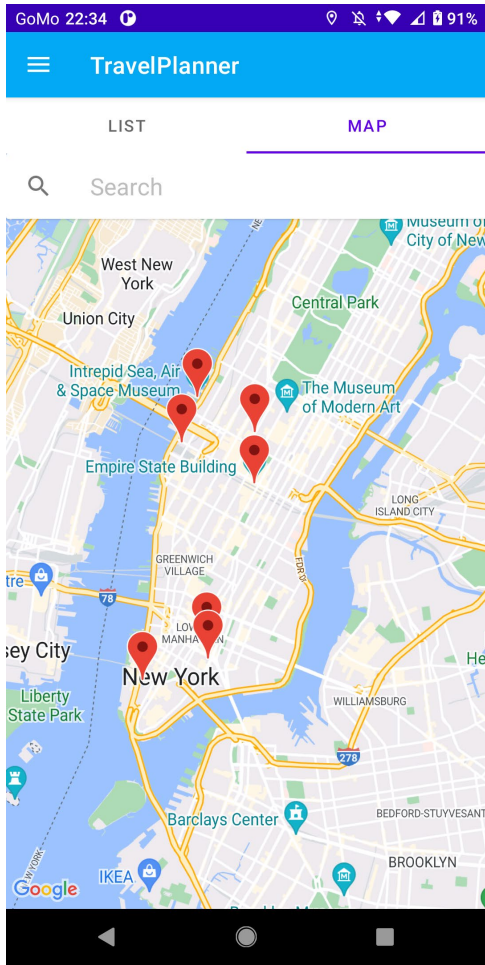 GoMo 22:34
91%
TravelPlanner
LIST
MAP
Search
Museum of
City of New
West New
York
Central Park
Union City
Intrepid Sea, Air
& Space Museum
The Museum
of Modern Art
Empire State Building
LONG
ISLAND CITY
GREENWICH
VILLAGE
FDR Dr
tre
78
sey City
He
New York
WILLIAMSBURG
Liberty
State Park
278
Barclays Center
BEDFORD-STUYVESANT
BROOKLYN
IKEA
Google